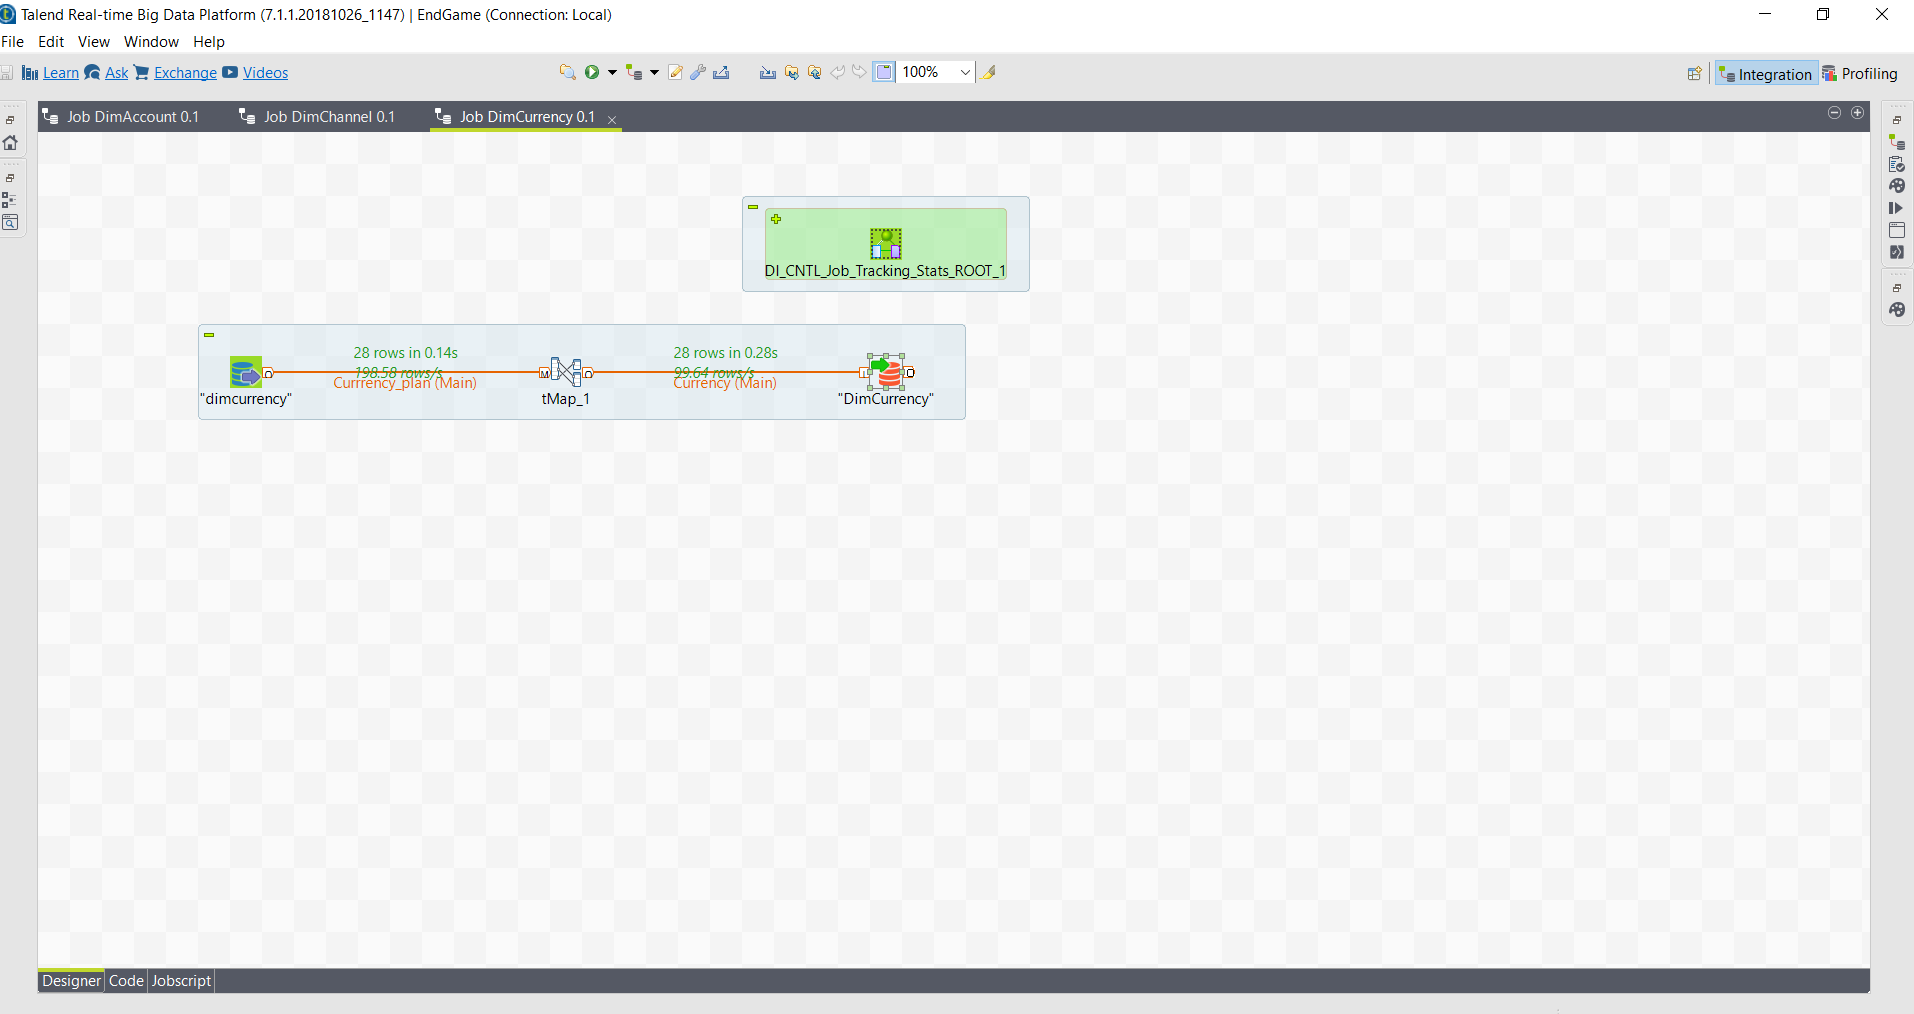 Talend Real-time Big Data Platform (7.1.1.20181026_1147) | EndGame (Connection: Local)
File Edit View Window Help
Learn Ask Exchange Videos 100% Integration Profiling
Job DimAccount 0.1 Job DimChannel 0.1 Job DimCurrency 0.1
DI_CNTL_Job_Tracking_Stats_ROOT_1
28 rows in 0.14s 28 rows in 0.28s
198.58 rows/s 99.64 rows/s
Currrency_plan (Main) Currency (Main)
"dimcurrency" tMap_1 "DimCurrency"
Designer Code Jobscript